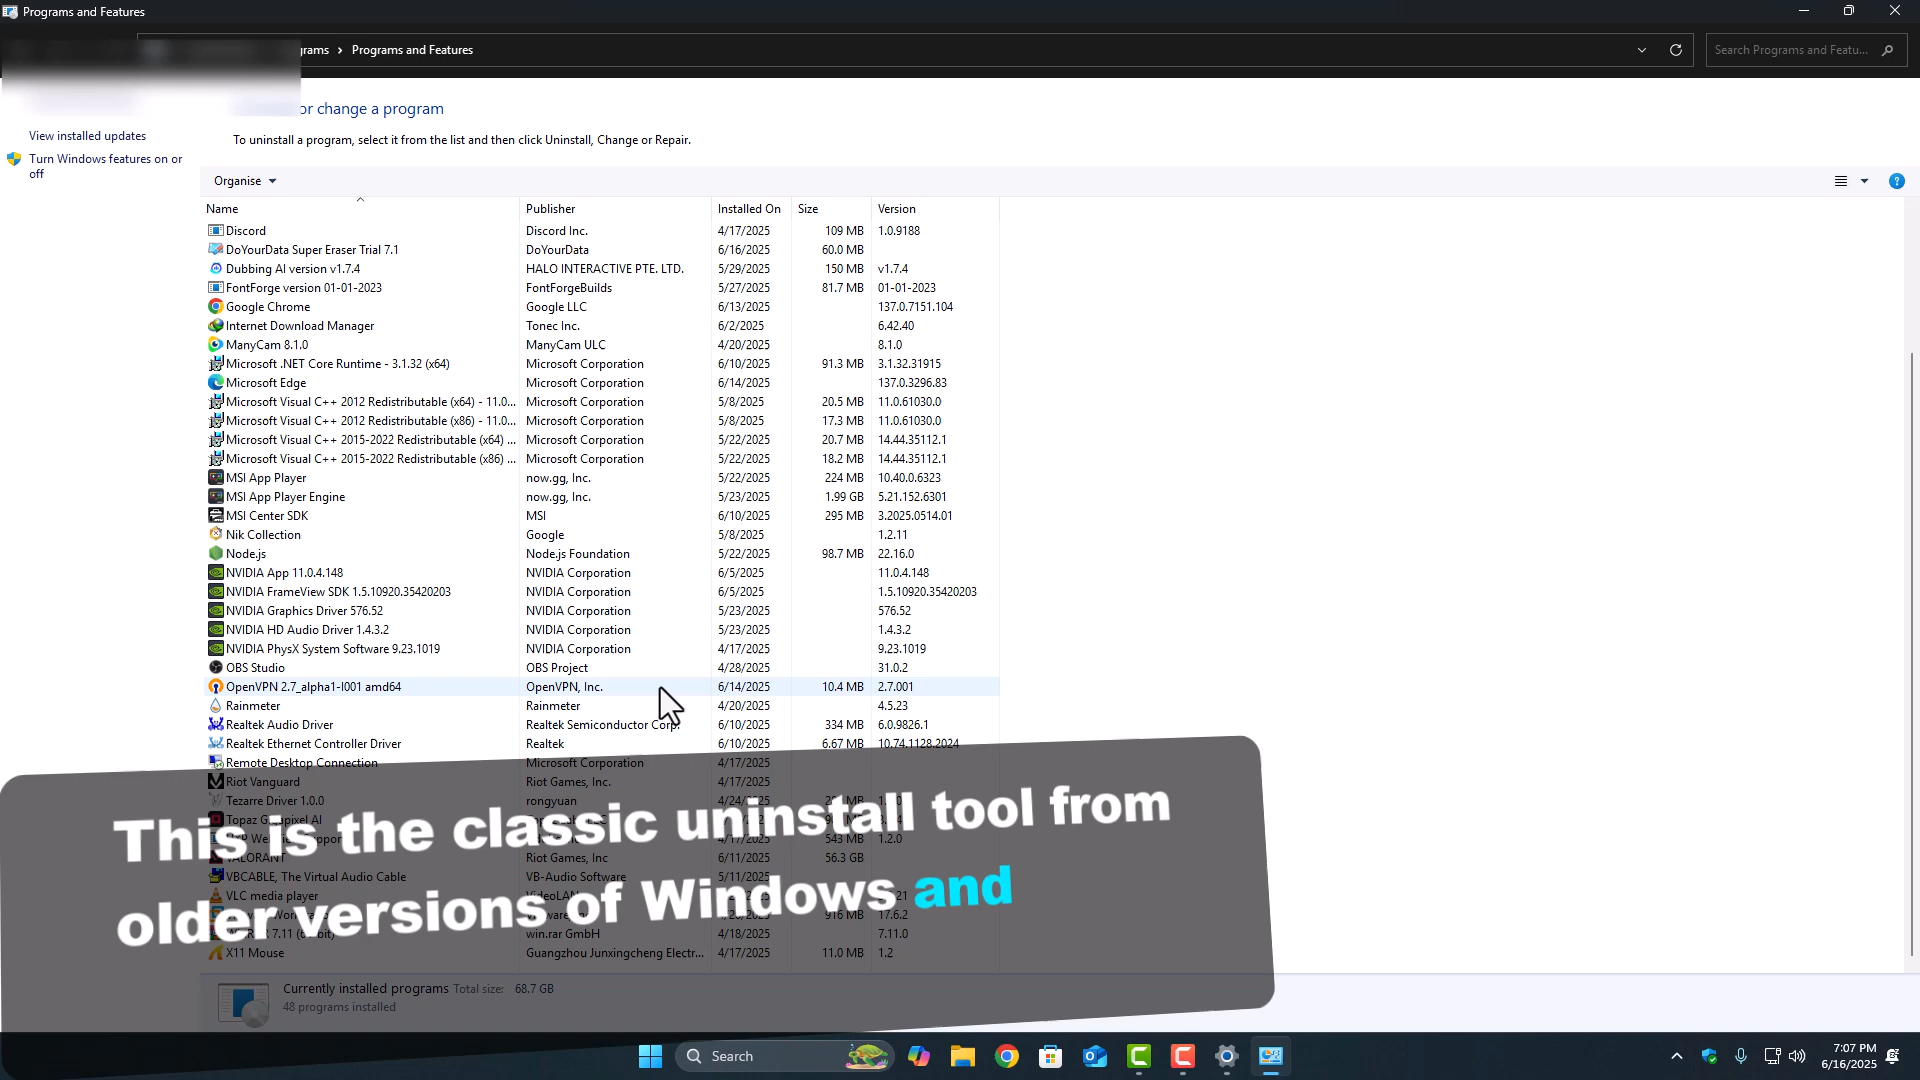 Programs and Features
grams › Programs and Features
Search Programs and Featu...
or change a program
View installed updates
To uninstall a program, select it from the list and then click Uninstall, Change or Repair.
Turn Windows features on or
off
Organise
Name Publisher Installed On Size Version
Discord Discord Inc. 4/17/2025 109 MB 1.0.9188
DoYourData Super Eraser Trial 7.1 DoYourData 6/16/2025 60.0 MB
Dubbing AI version v1.7.4 HALO INTERACTIVE PTE. LTD. 5/29/2025 150 MB v1.7.4
FontForge version 01-01-2023 FontForgeBuilds 5/27/2025 81.7 MB 01-01-2023
Google Chrome Google LLC 6/13/2025 137.0.7151.104
Internet Download Manager Tonec Inc. 6/2/2025 6.42.40
ManyCam 8.1.0 ManyCam ULC 4/20/2025 8.1.0
Microsoft .NET Core Runtime - 3.1.32 (x64) Microsoft Corporation 6/10/2025 91.3 MB 3.1.32.31915
Microsoft Edge Microsoft Corporation 6/14/2025 137.0.3296.83
Microsoft Visual C++ 2012 Redistributable (x64) - 11.0... Microsoft Corporation 5/8/2025 20.5 MB 11.0.61030.0
Microsoft Visual C++ 2012 Redistributable (x86) - 11.0... Microsoft Corporation 5/8/2025 17.3 MB 11.0.61030.0
Microsoft Visual C++ 2015-2022 Redistributable (x64) ... Microsoft Corporation 5/22/2025 20.7 MB 14.44.35112.1
Microsoft Visual C++ 2015-2022 Redistributable (x86) ... Microsoft Corporation 5/22/2025 18.2 MB 14.44.35112.1
MSI App Player now.gg, Inc. 5/22/2025 224 MB 10.40.0.6323
MSI App Player Engine now.gg, Inc. 5/23/2025 1.99 GB 5.21.152.6301
MSI Center SDK MSI 6/10/2025 295 MB 3.2025.0514.01
Nik Collection Google 5/8/2025 1.2.11
Node.js Node.js Foundation 5/22/2025 98.7 MB 22.16.0
NVIDIA App 11.0.4.148 NVIDIA Corporation 6/5/2025 11.0.4.148
NVIDIA FrameView SDK 1.5.10920.35420203 NVIDIA Corporation 6/5/2025 1.5.10920.35420203
NVIDIA Graphics Driver 576.52 NVIDIA Corporation 5/23/2025 576.52
NVIDIA HD Audio Driver 1.4.3.2 NVIDIA Corporation 5/23/2025 1.4.3.2
NVIDIA PhysX System Software 9.23.1019 NVIDIA Corporation 4/17/2025 9.23.1019
OBS Studio OBS Project 4/28/2025 31.0.2
OpenVPN 2.7_alpha1-I001 amd64 OpenVPN, Inc. 6/14/2025 10.4 MB 2.7.001
Rainmeter Rainmeter 4/20/2025 4.5.23
Realtek Audio Driver Realtek Semiconductor Corp. 6/10/2025 334 MB 6.0.9826.1
Realtek Ethernet Controller Driver Realtek 6/10/2025 6.67 MB 10.74.1128.2024
Remote Desktop Connection Microsoft Corporation 4/17/2025
Riot Vanguard Riot Games, Inc. 4/17/2025
Tezarre Driver 1.0.0 rongyuan 4/24/2025
Topaz Gigapixel AI
4/17/2025 543 MB 1.2.0
VALORANT Riot Games, Inc 6/11/2025 56.3 GB
VBCABLE, The Virtual Audio Cable VB-Audio Software 5/11/2025
VLC media player VideoLAN
916 MB 17.6.2
7.11 win.rar GmbH 4/18/2025 7.11.0
X11 Mouse Guangzhou Junxingcheng Electr... 4/17/2025 11.0 MB 1.2
This is the classic uninstall tool from
older versions of Windows and
Currently installed programs Total size: 68.7 GB
48 programs installed
Search
7:07 PM
6/16/2025